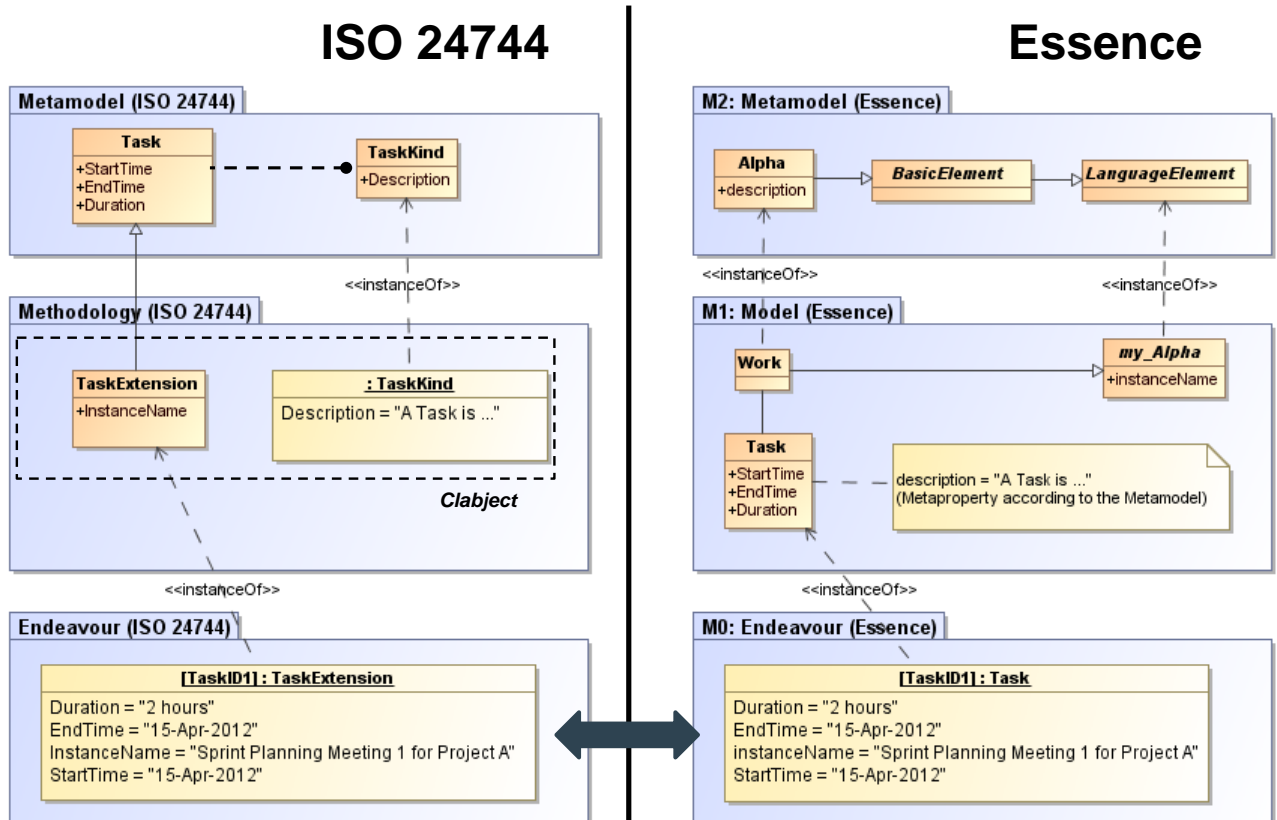 ISO 24744
Metamodel (ISO 24744)
Task
+StartTime
+EndTime
+Duration
TaskKind
+Description
<<instanceOf>>
Methodology (ISO 24744)
TaskExtension
+InstanceName
: TaskKind
Description = "A Task is ..."
Clabject
<<instanceOf>>
Endeavour (ISO 24744)
[TaskID1] : TaskExtension
Duration = "2 hours"
EndTime = "15-Apr-2012"
InstanceName = "Sprint Planning Meeting 1 for Project A"
StartTime = "15-Apr-2012"
Essence
M2: Metamodel (Essence)
Alpha
+description
BasicElement
LanguageElement
<<instanceOf>>
<<instanceOf>>
M1: Model (Essence)
Work
my_Alpha
+instanceName
Task
+StartTime
+EndTime
+Duration
description = "A Task is ..."
(Metaproperty according to the Metamodel)
<<instanceOf>>
M0: Endeavour (Essence)
[TaskID1] : Task
Duration = "2 hours"
EndTime = "15-Apr-2012"
instanceName = "Sprint Planning Meeting 1 for Project A"
StartTime = "15-Apr-2012"